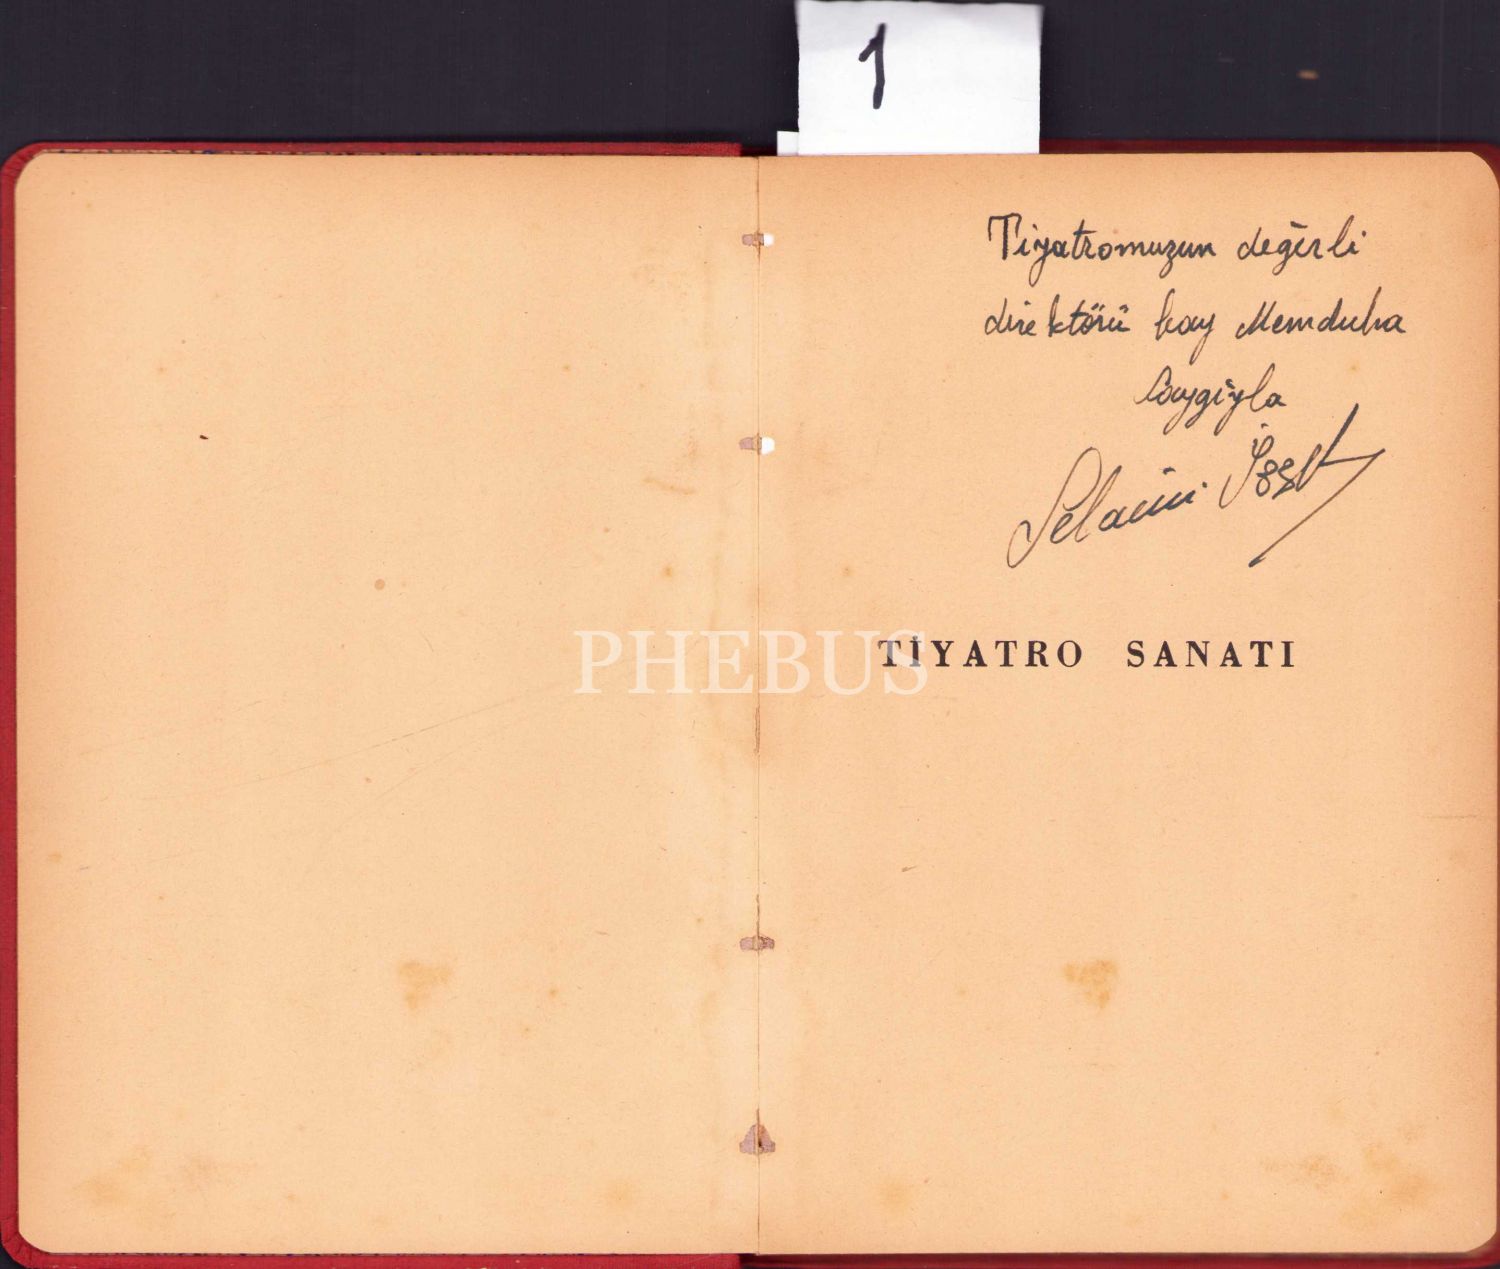 1
Tiyatromuzun değerli
direktörü bay Memduha
saygıyla
Selami İzzet
TİYATRO SANATI
PHEBUS